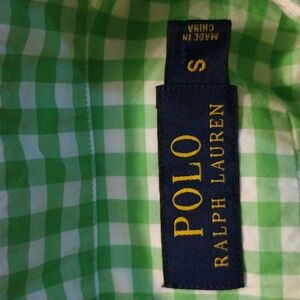 POLO
RALPH LAUREN
S
MADE IN
CHINA